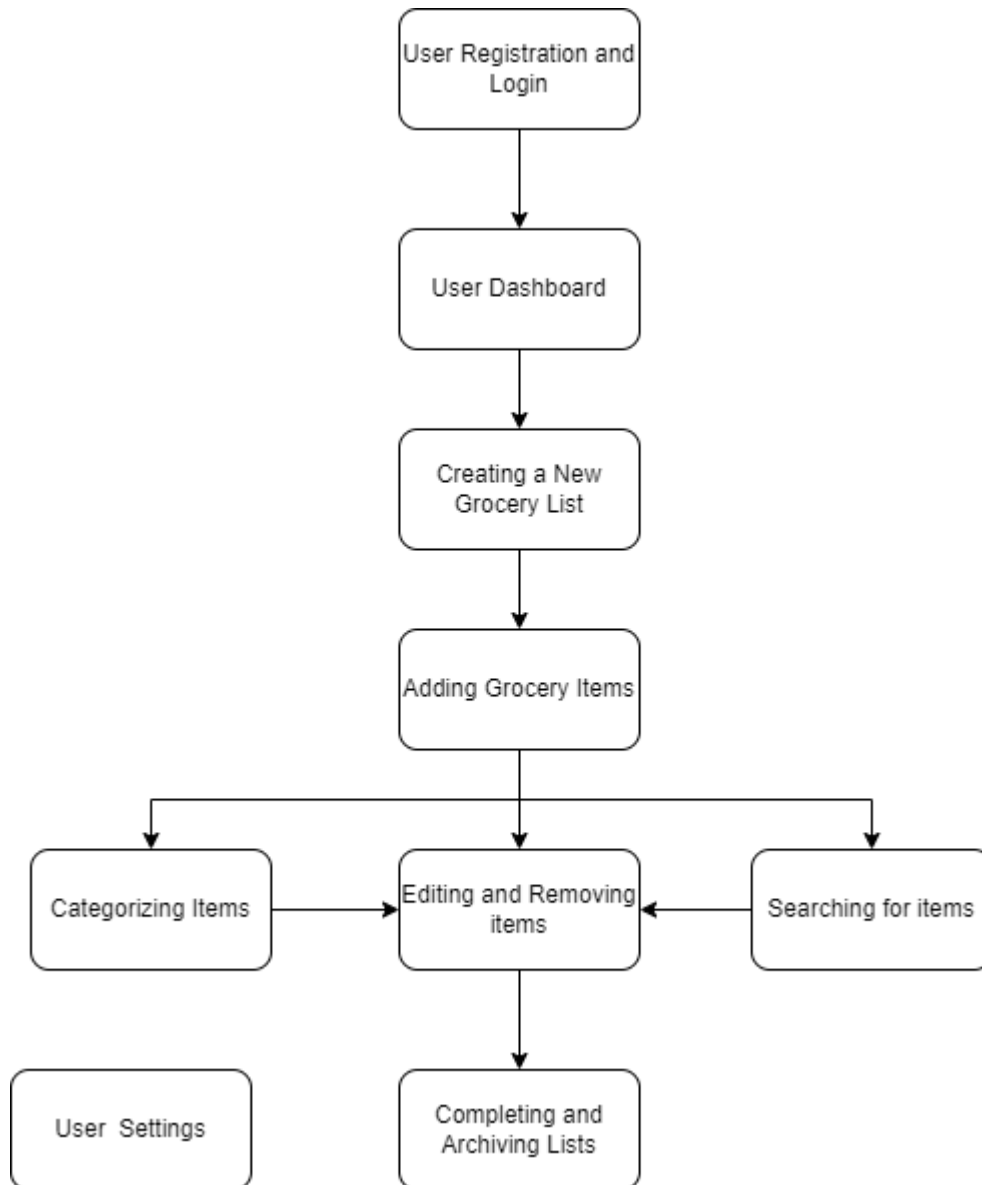 User Registration and
Login
User Dashboard
Creating a New
Grocery List
Adding Grocery Items
Categorizing Items
Editing and Removing
items
Searching for items
User  Settings
Completing and
Archiving Lists